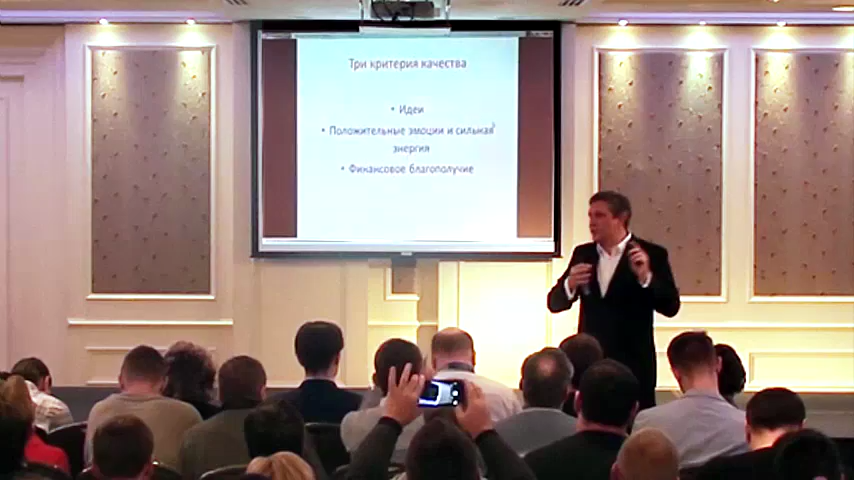 Три критерия качества
• Идеи
• Положительные эмоции и сильная
энергия
• Финансовое благополучие